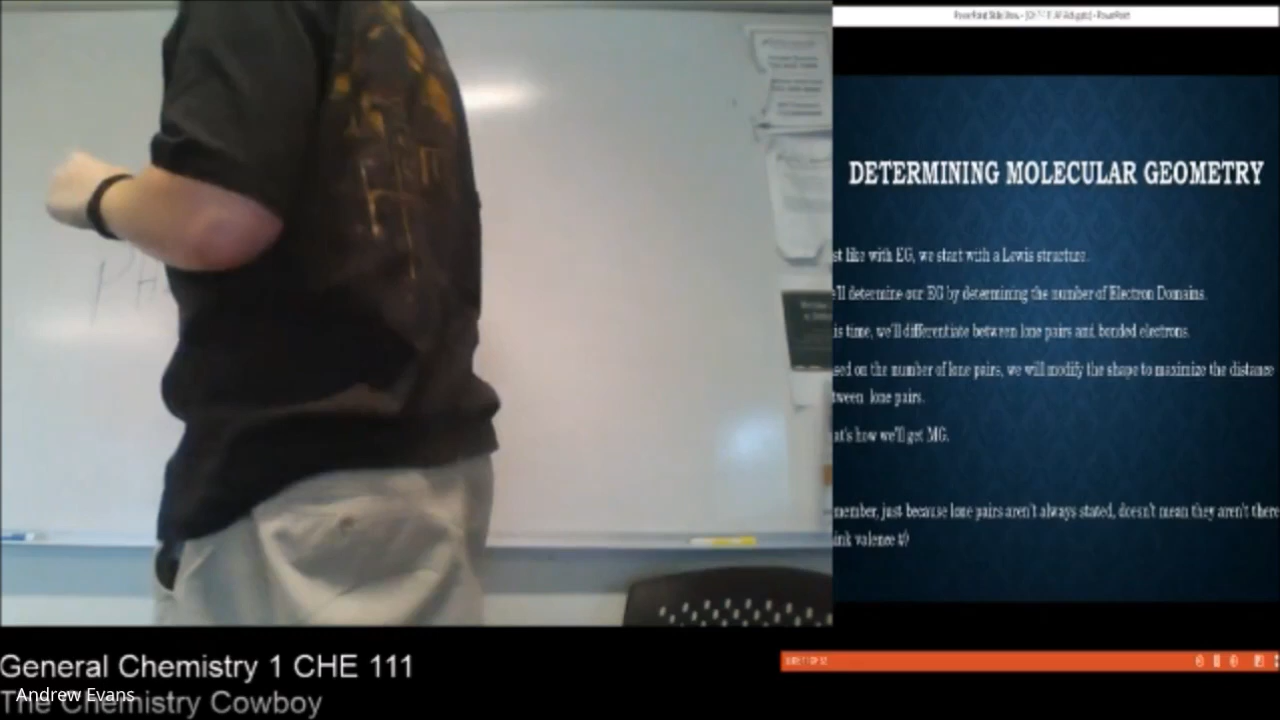 DETERMINING MOLECULAR GEOMETRY
st like with EG, we start with a Lewis structure.
'll determine our EG by determining the number of Electron Domains.
is time, we'll differentiate between lone pairs and bonded electrons.
sed on the number of lone pairs, we will modify the shape to maximize the distance
tween lone pairs.
at's how we'll get MG.
member, just because lone pairs aren't always stated, doesn't mean they aren't there
ink valence #)
PH
General Chemistry 1 CHE 111
Andrew Evans
The Chemistry Cowboy